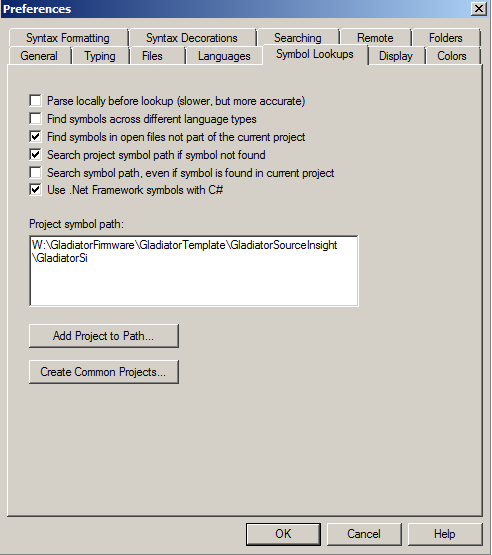 Preferences
Syntax Formatting Syntax Decorations Searching Remote Folders
General Typing Files Languages Symbol Lookups Display Colors
Parse locally before lookup (slower, but more accurate)
Find symbols across different language types
Find symbols in open files not part of the current project
Search project symbol path if symbol not found
Search symbol path, even if symbol is found in current project
Use .Net Framework symbols with C#
Project symbol path:
W:\GladiatorFirmware\GladiatorTemplate\GladiatorSourceInsight
\GladiatorSi
Add Project to Path...
Create Common Projects...
OK Cancel Help